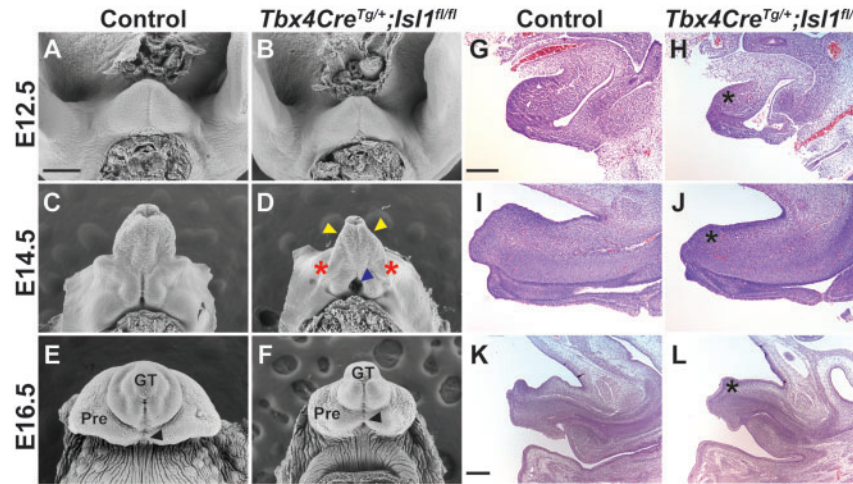 Control Tbx4Cre^Tg/+;Isl1^fl/fl Control Tbx4Cre^Tg/+;Isl1^fl/
E12.5 A B G H *
E14.5 C D * * I J *
E16.5 E GT Pre F GT Pre K L *